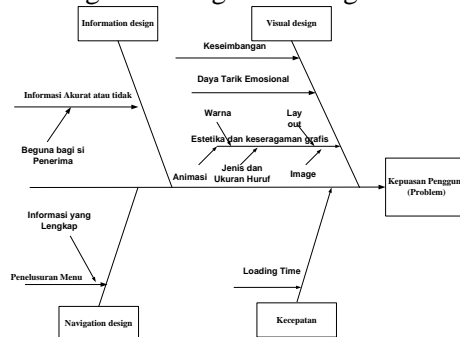 Information design
Visual design
Keseimbangan
Daya Tarik Emosional
Informasi Akurat atau tidak
Warna
Lay
out
Estetika dan keseragaman grafis
Beguna bagi si
Penerima
Animasi
Jenis dan
Ukuran Huruf
Image
Kepuasan Penggun
(Problem)
Informasi yang
Lengkap
Penelusuran Menu
Loading Time
Navigation design
Kecepatan